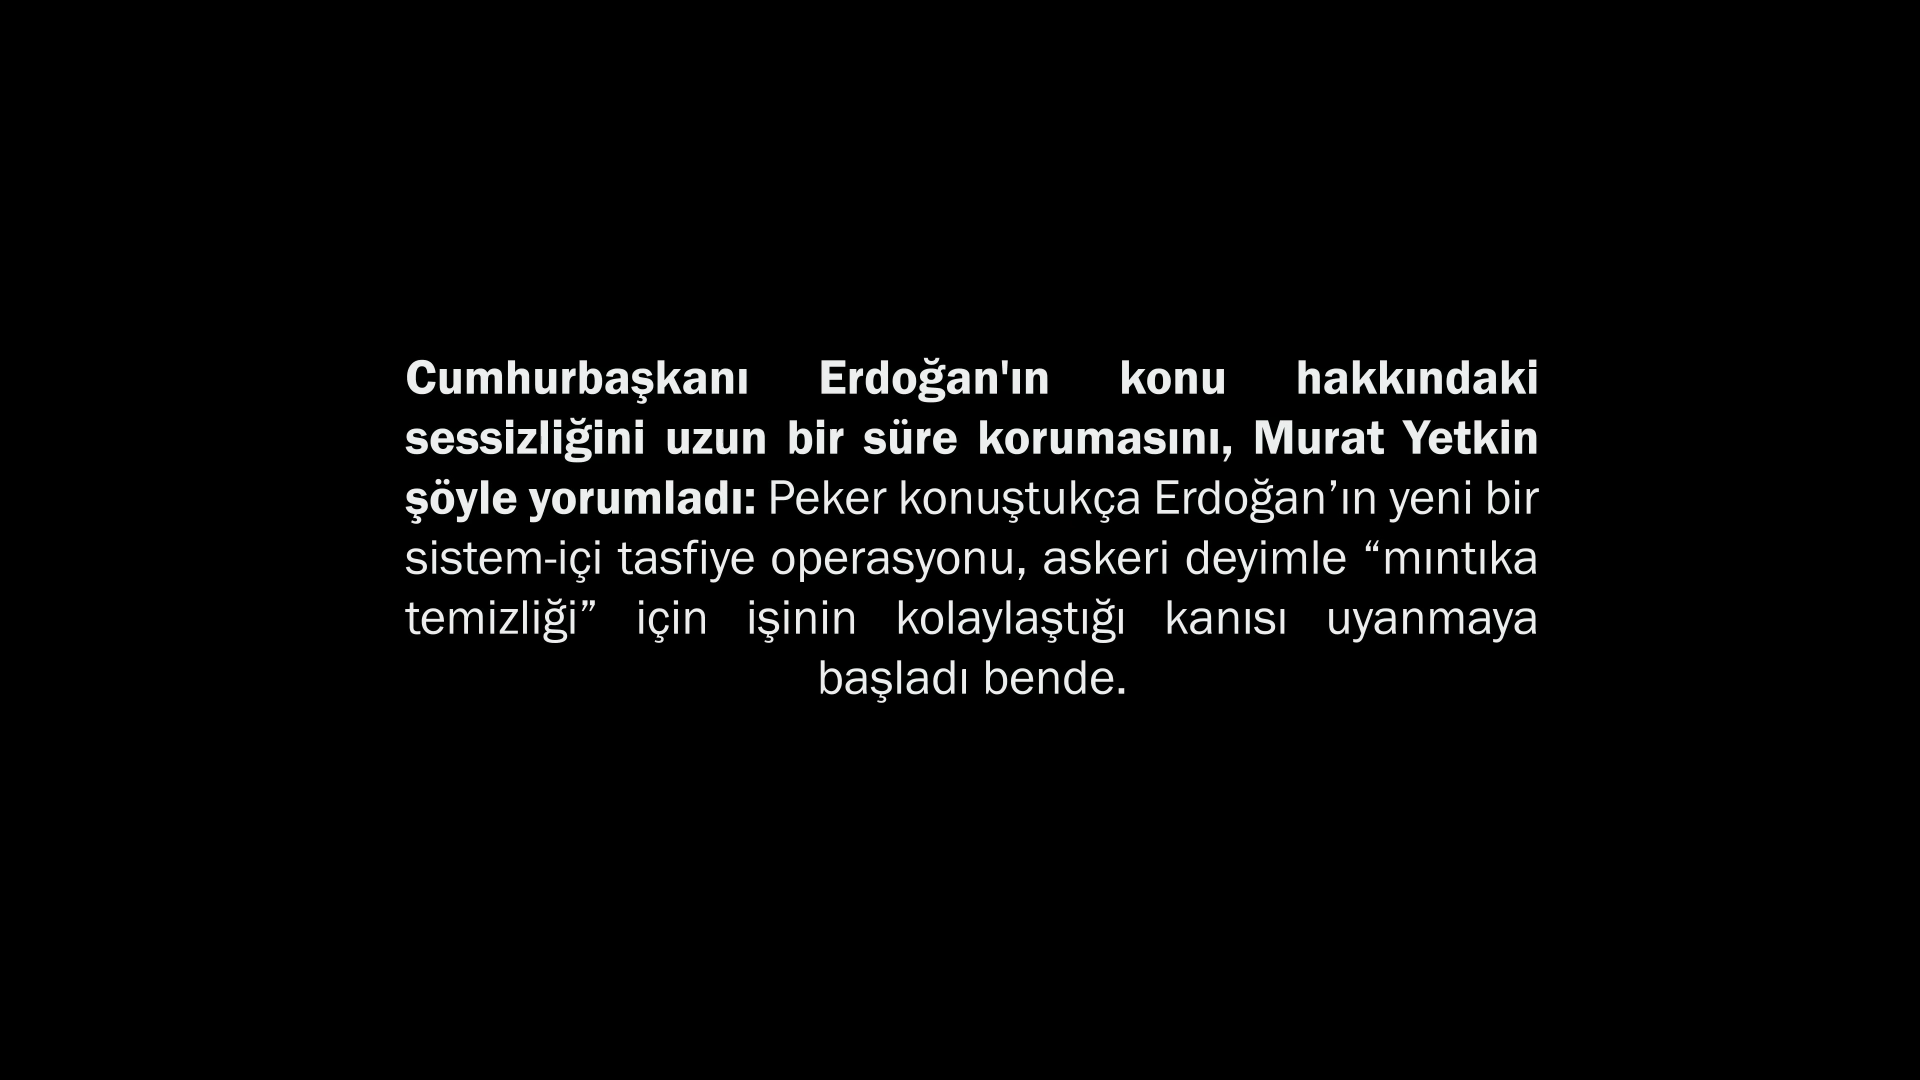 Cumhurbaşkanı Erdoğan'ın konu hakkındaki
sessizliğini uzun bir süre korumasını, Murat Yetkin
şöyle yorumladı: Peker konuştukça Erdoğan’ın yeni bir
sistem-içi tasfiye operasyonu, askeri deyimle “mıntıka
temizliği” için işinin kolaylaştığı kanısı uyanmaya
başladı bende.